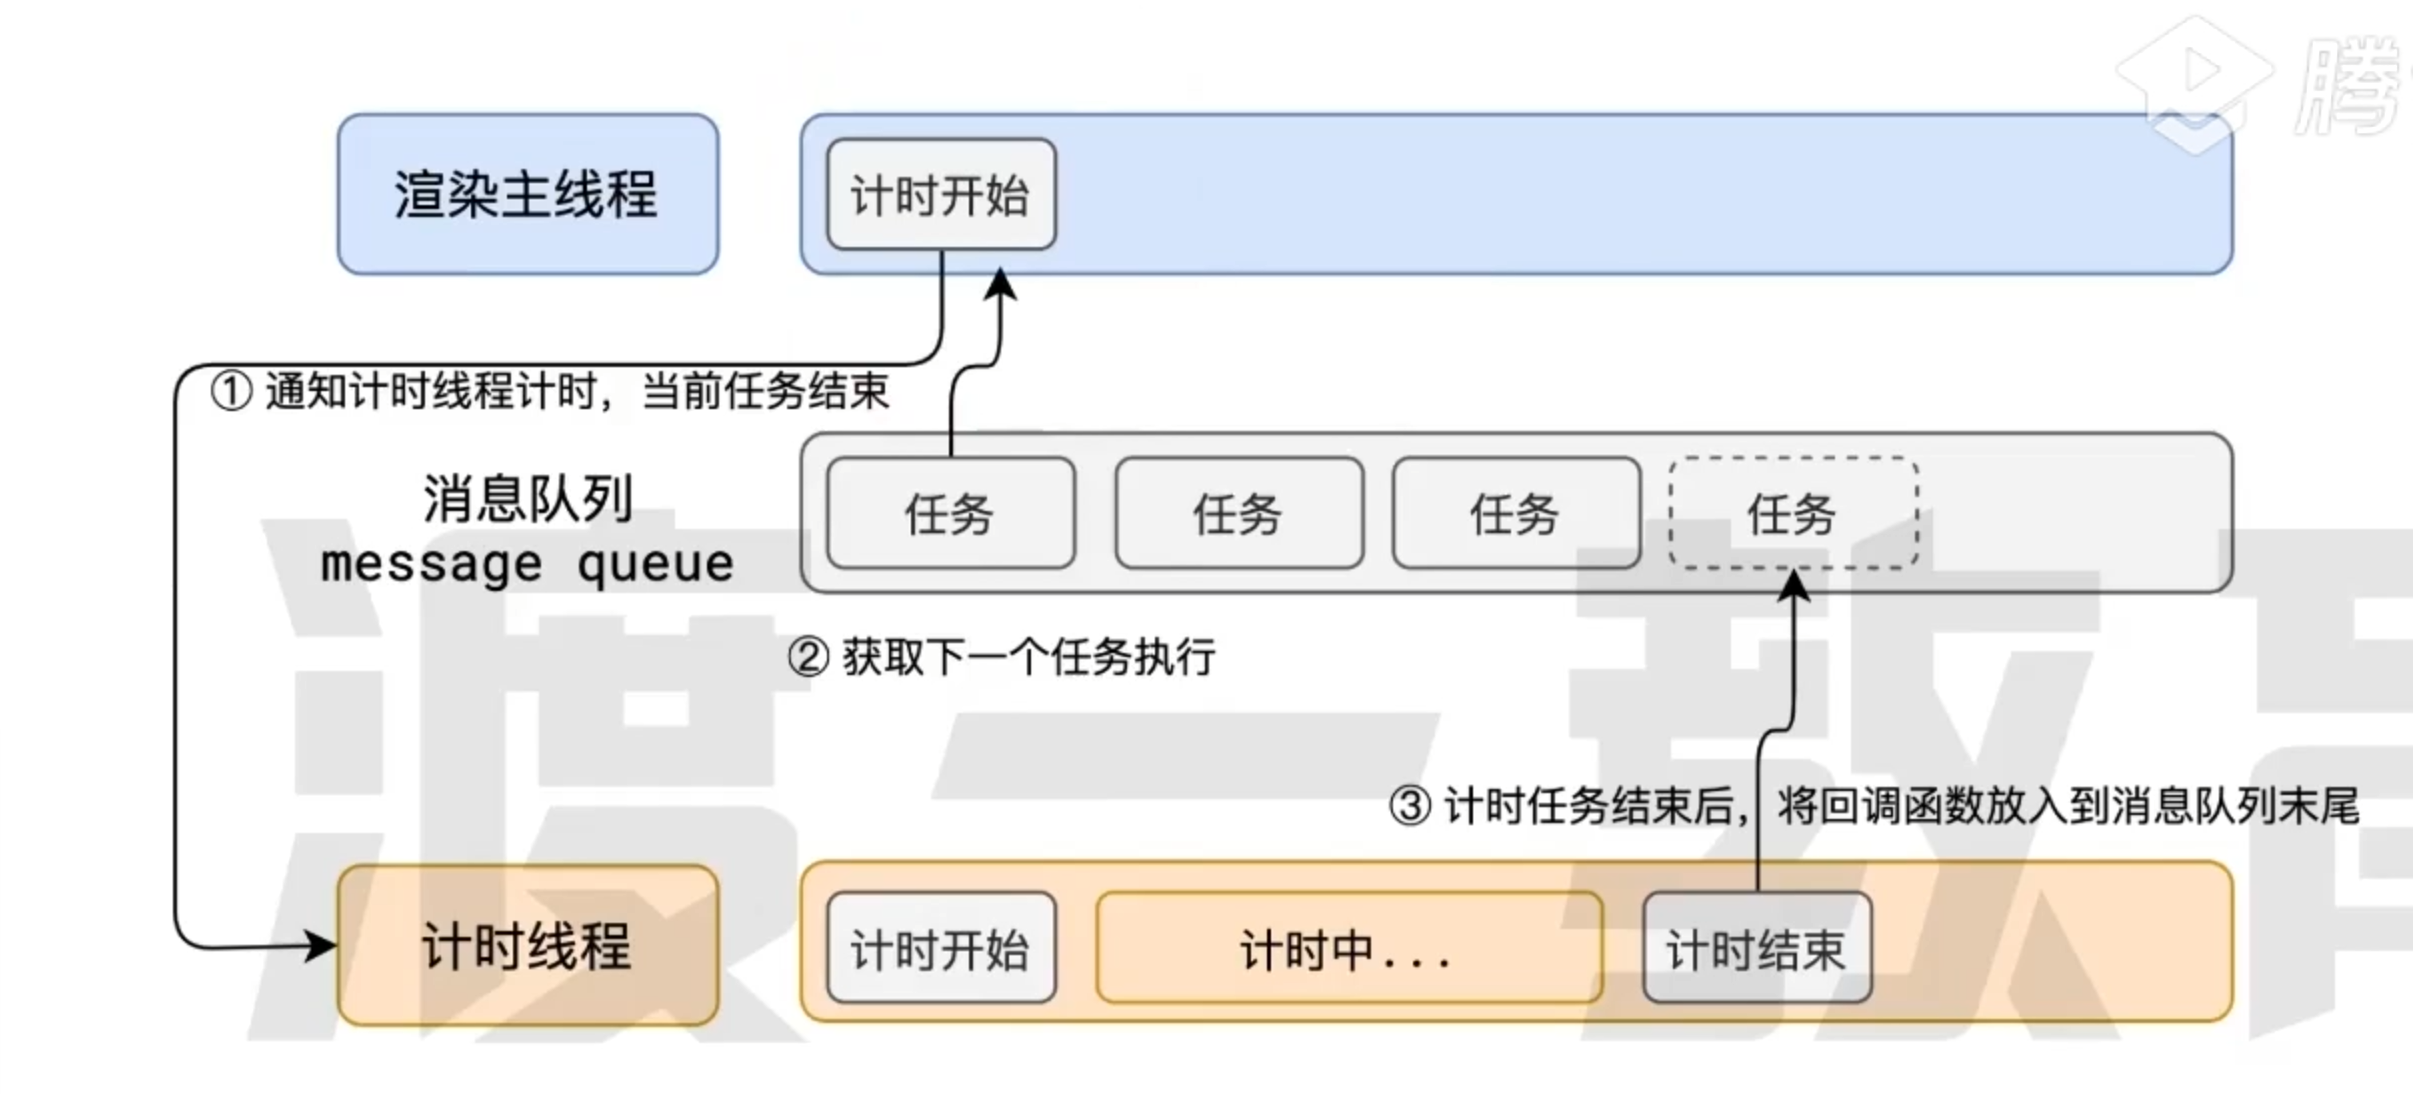 腾
渲染主线程
计时开始
① 通知计时线程计时，当前任务结束
消息队列
message queue
任务
任务
任务
任务
② 获取下一个任务执行
③ 计时任务结束后，将回调函数放入到消息队列末尾
计时线程
计时开始
计时中...
计时结束
渡一教育